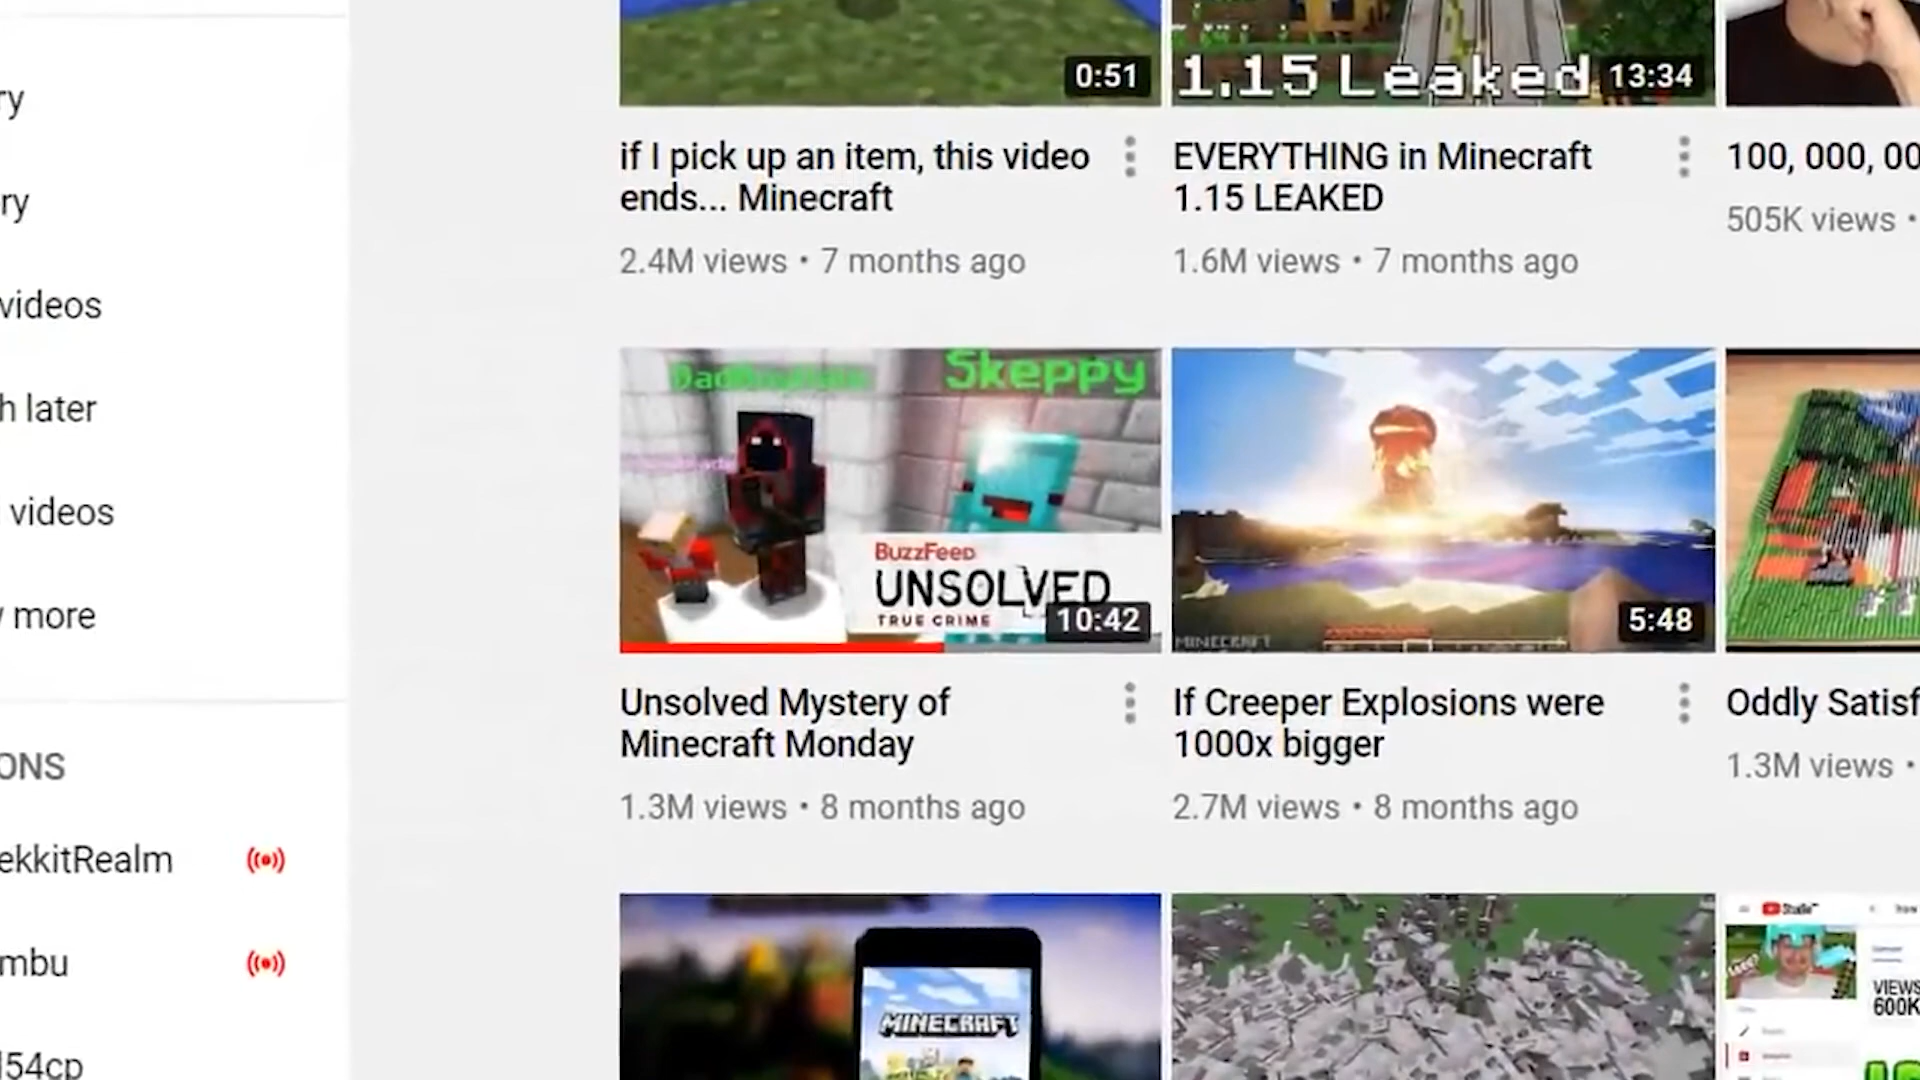 ry
ry
videos
h later
videos
more
ONS
ekkitRealm
mbu
l54cp
0:51
1.15 Leaked
13:34
if I pick up an item, this video
ends... Minecraft
2.4M views • 7 months ago
EVERYTHING in Minecraft
1.15 LEAKED
1.6M views • 7 months ago
100, 000, 00
505K views •
Skeppy
BuzzFeed
UNSOLVED
TRUE CRIME
10:42
MINECRAFT
5:48
Unsolved Mystery of
Minecraft Monday
1.3M views • 8 months ago
If Creeper Explosions were
1000x bigger
2.7M views • 8 months ago
Oddly Satisf
1.3M views •
MINECRAFT
Studio
VIEWS
600K